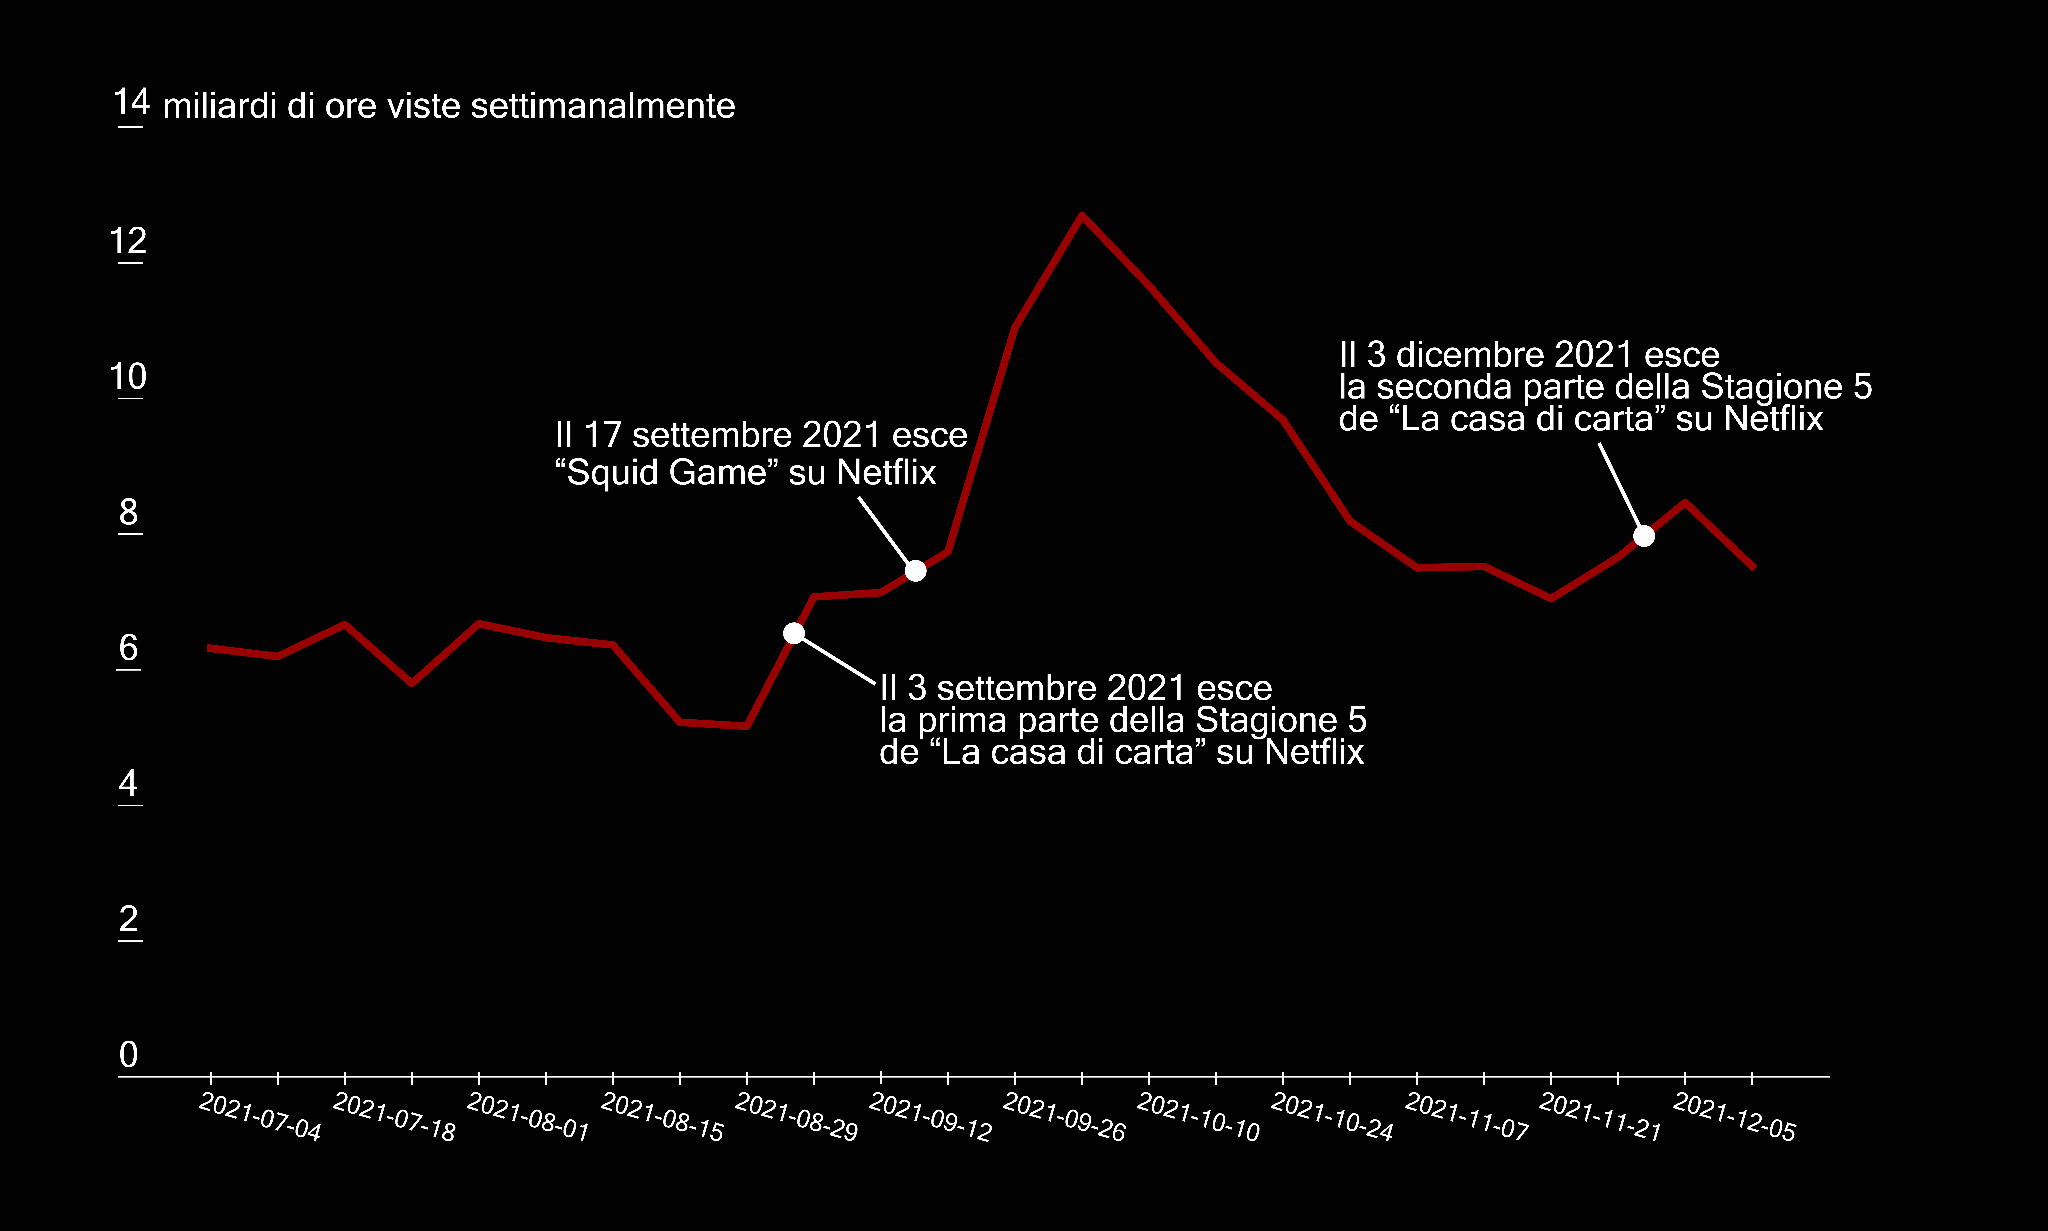 14 miliardi di ore viste settimanalmente
12
10
8
6
4
2
0
Il 17 settembre 2021 esce
“Squid Game” su Netflix
Il 3 dicembre 2021 esce
la seconda parte della Stagione 5
de “La casa di carta” su Netflix
Il 3 settembre 2021 esce
la prima parte della Stagione 5
de “La casa di carta” su Netflix
2021-07-04
2021-07-18
2021-08-01
2021-08-15
2021-08-29
2021-09-12
2021-09-26
2021-10-10
2021-10-24
2021-11-07
2021-11-21
2021-12-05